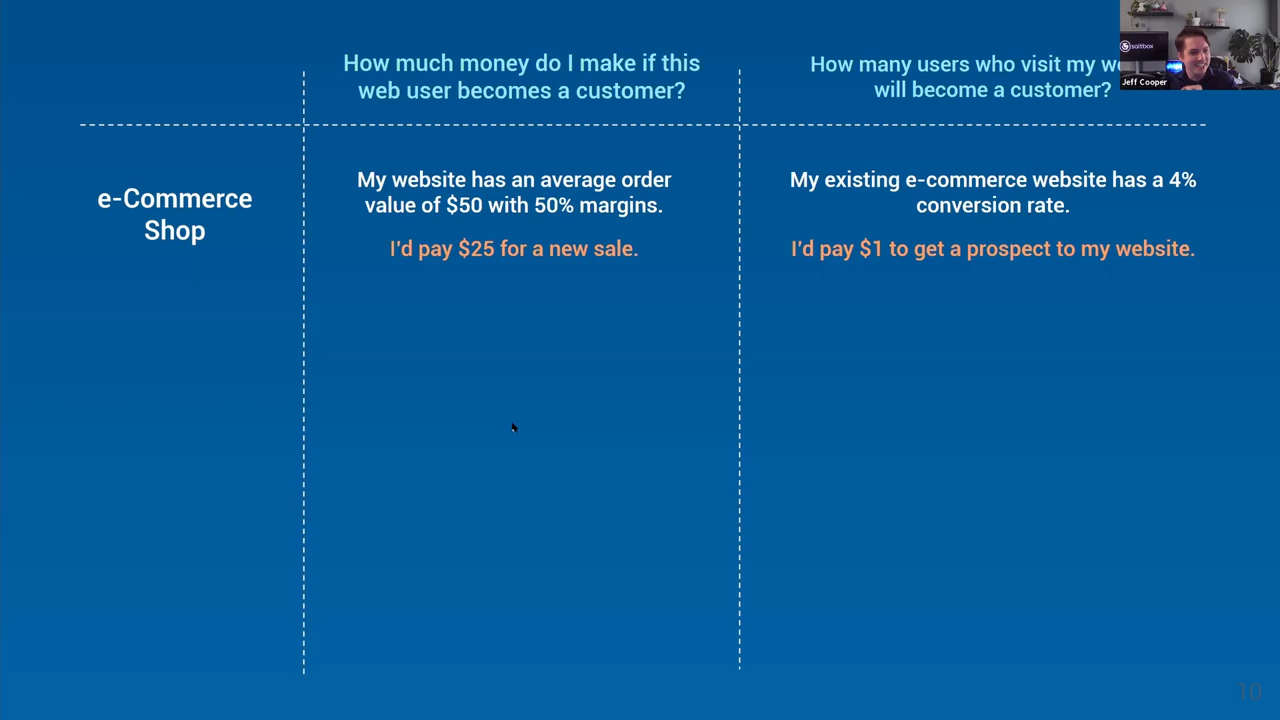 How much money do I make if this
web user becomes a customer?
How many users who visit my
will become a customer?
saltbox
Jeff Cooper
e-Commerce
Shop
My website has an average order
value of $50 with 50% margins.
I'd pay $25 for a new sale.
My existing e-commerce website has a 4%
conversion rate.
I'd pay $1 to get a prospect to my website.
10